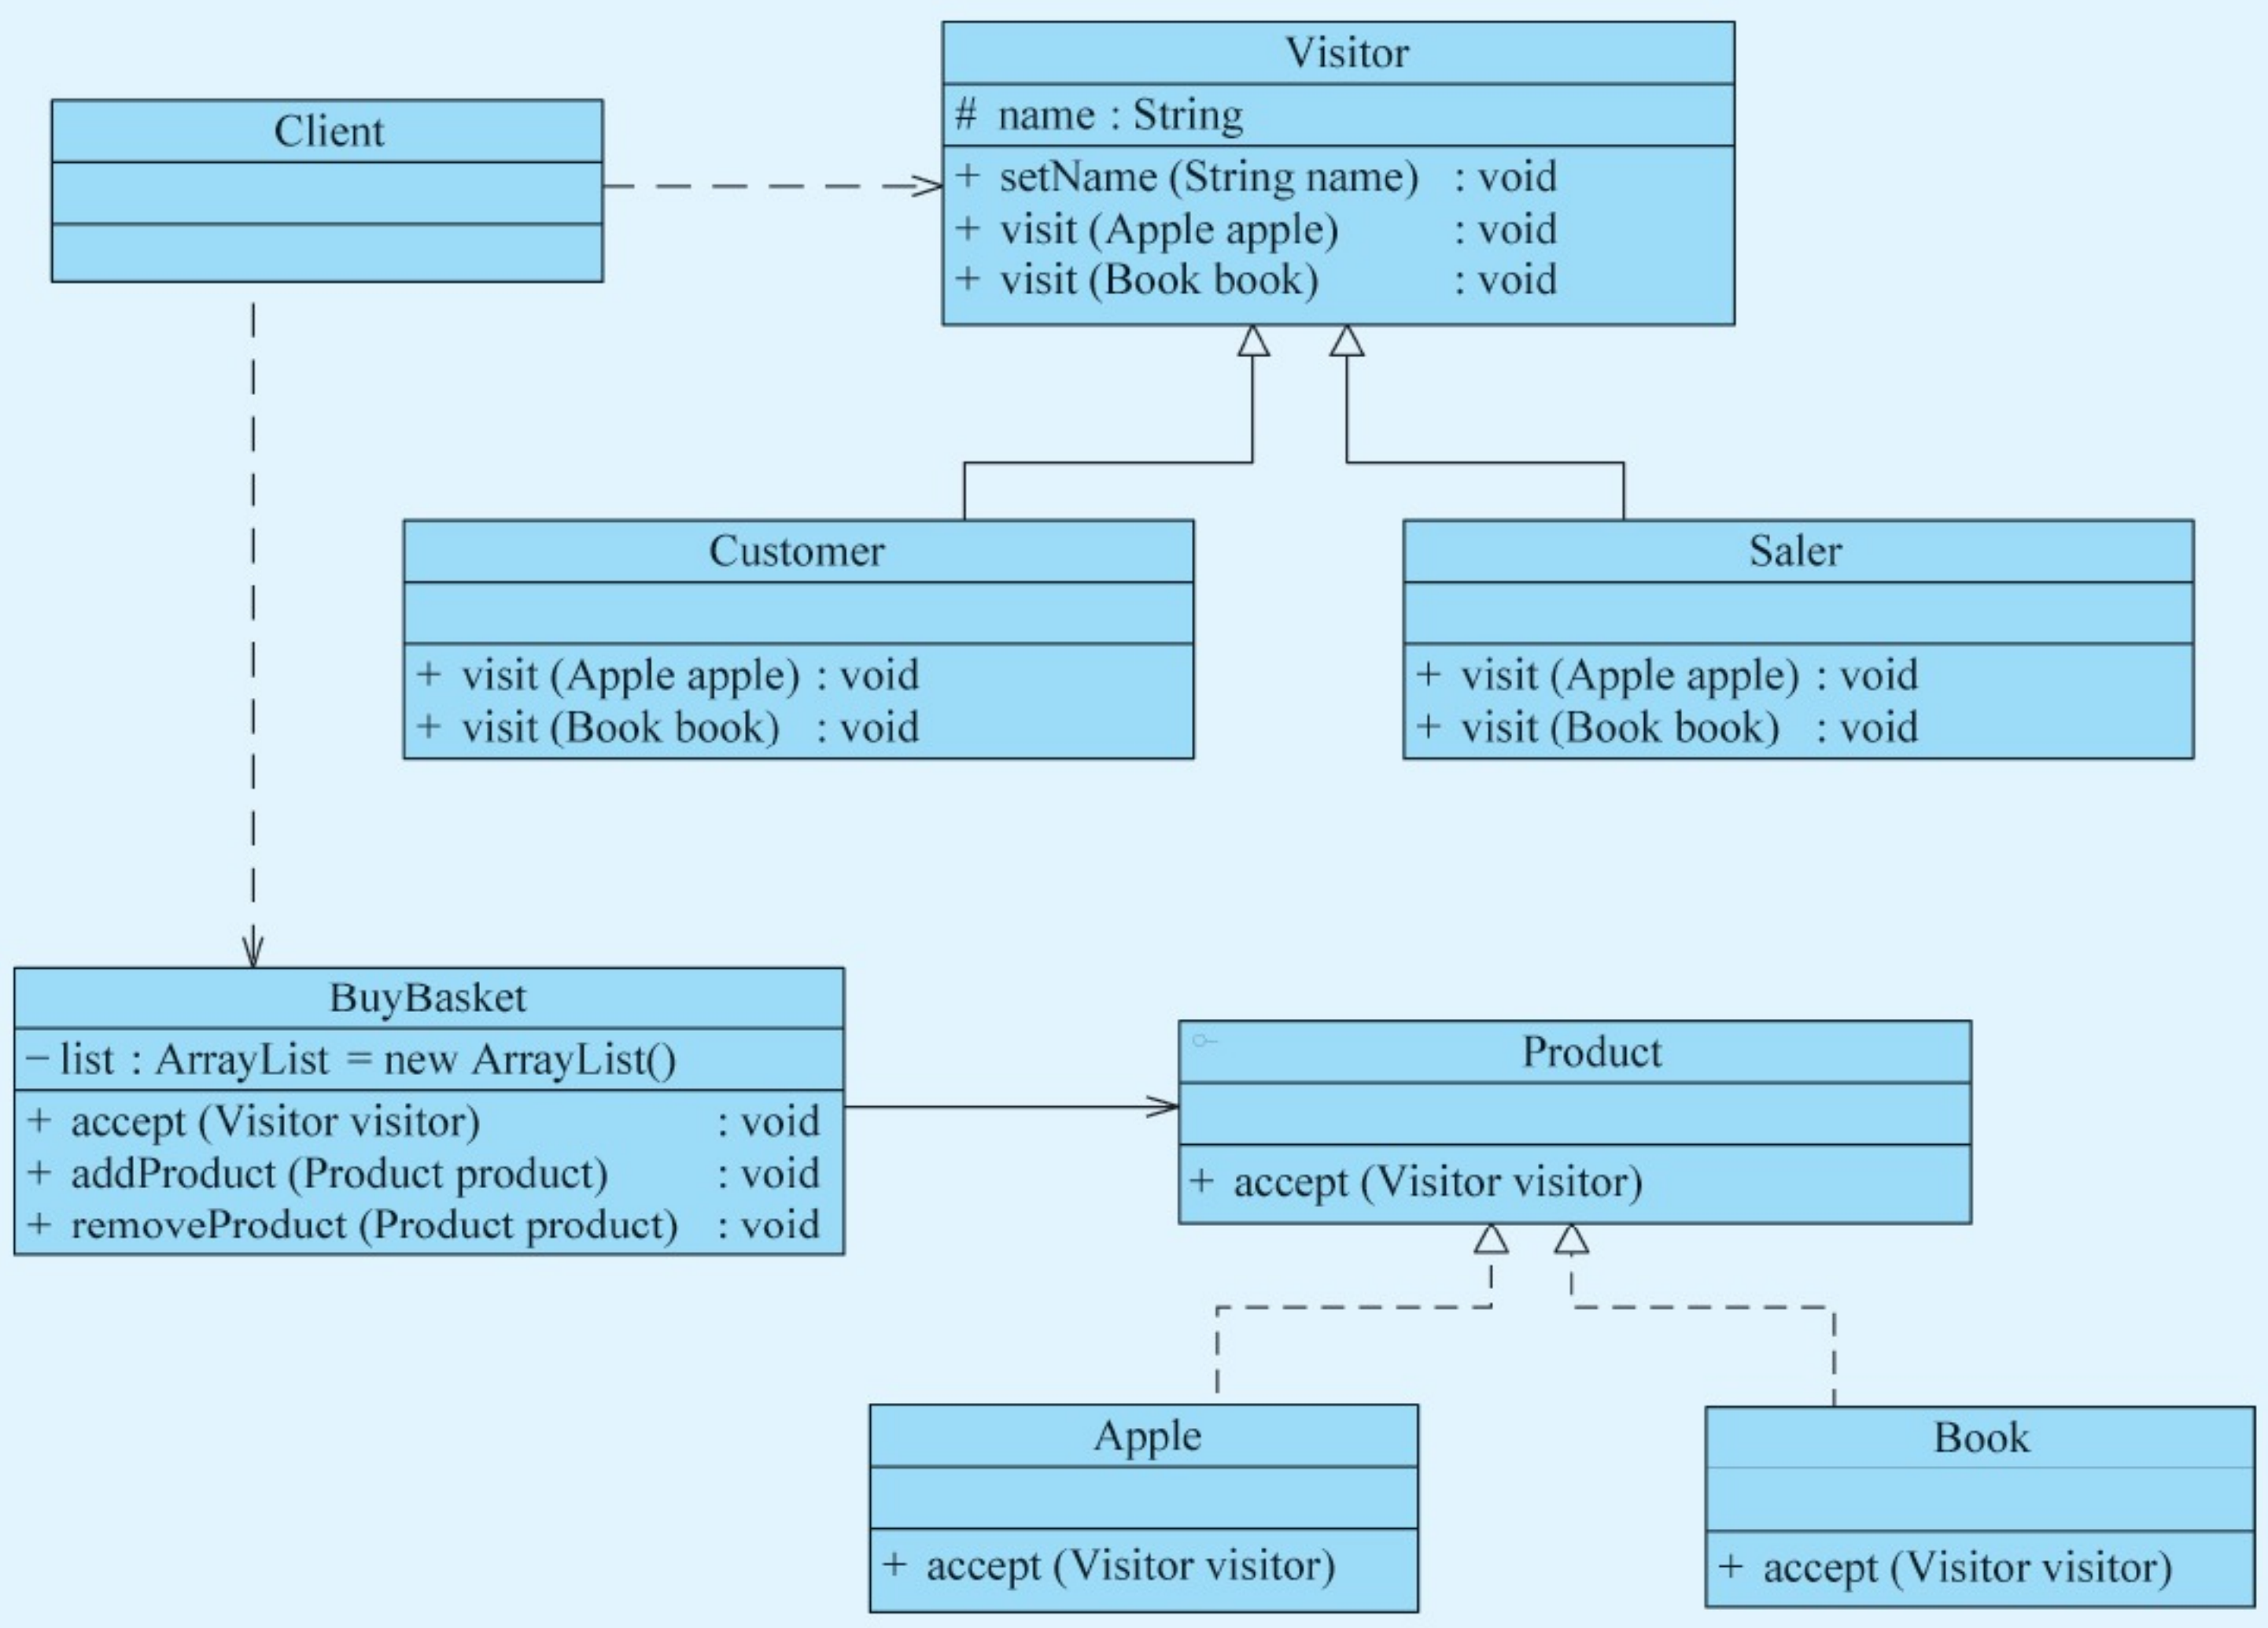 Visitor
# name : String
+ setName (String name) : void
+ visit (Apple apple) : void
+ visit (Book book) : void
Client
Customer
+ visit (Apple apple) : void
+ visit (Book book) : void
Saler
+ visit (Apple apple) : void
+ visit (Book book) : void
BuyBasket
− list : ArrayList = new ArrayList()
+ accept (Visitor visitor) : void
+ addProduct (Product product) : void
+ removeProduct (Product product) : void
Product
+ accept (Visitor visitor)
Apple
+ accept (Visitor visitor)
Book
+ accept (Visitor visitor)